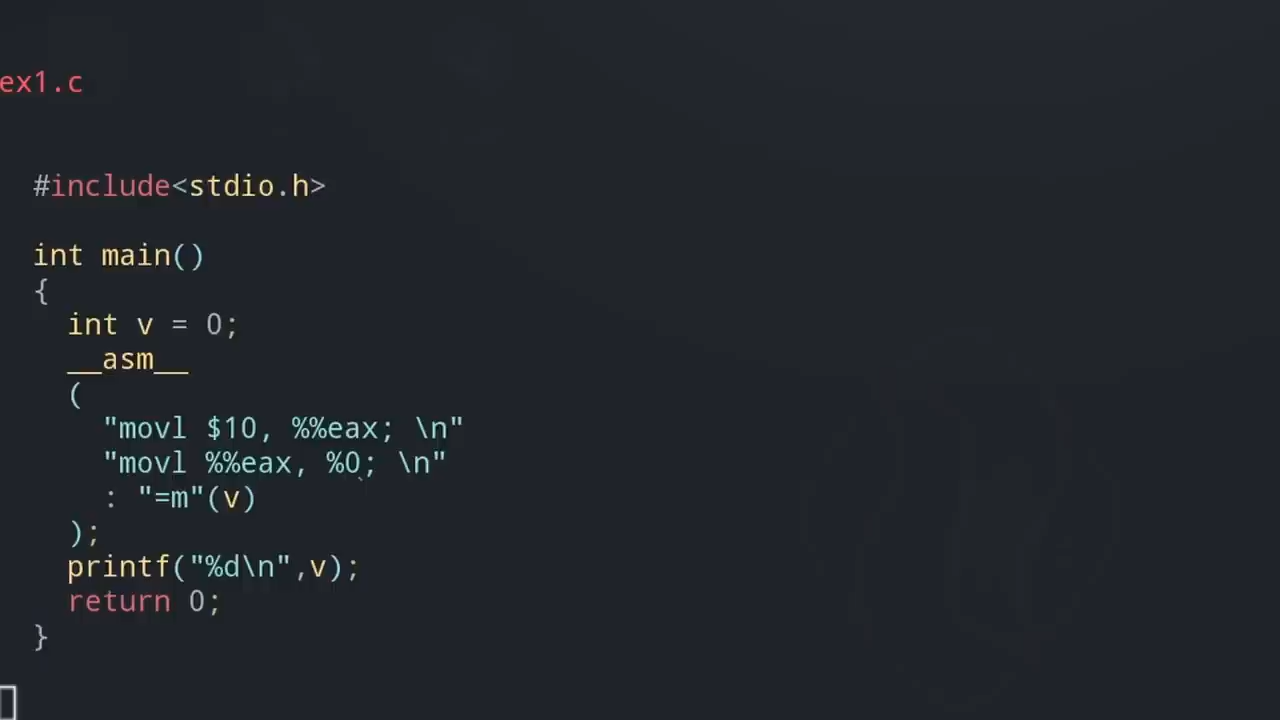 ex1.c
#include<stdio.h>
int main()
{
int v = 0;
__asm__
(
"movl $10, %%eax; \n"
"movl %%eax, %0; \n"
: "=m"(v)
);
printf("%d\n",v);
return 0;
}